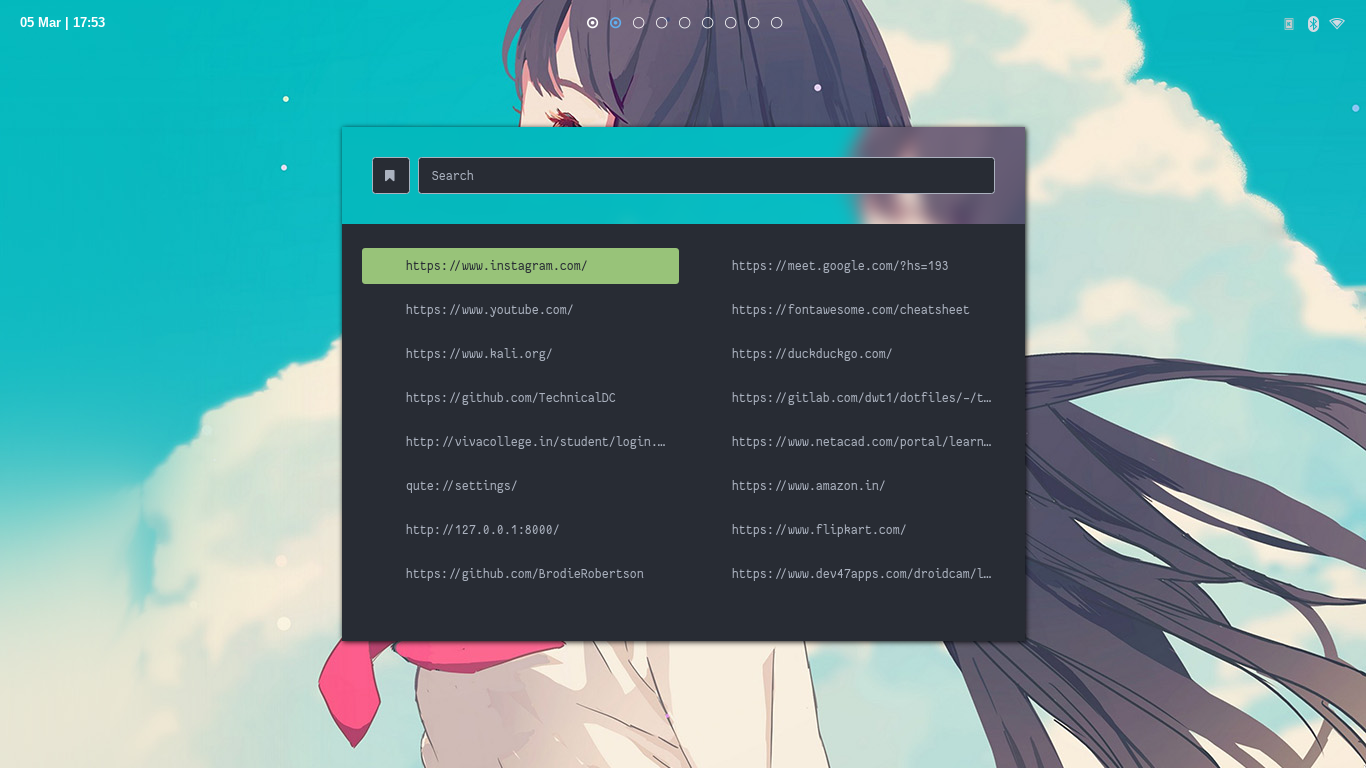 05 Mar | 17:53
Search
https://www.instagram.com/
https://www.youtube.com/
https://www.kali.org/
https://github.com/TechnicalDC
http://vivacollege.in/student/login.…
qute://settings/
http://127.0.0.1:8000/
https://github.com/BrodieRobertson
https://meet.google.com/?hs=193
https://fontawesome.com/cheatsheet
https://duckduckgo.com/
https://gitlab.com/dwt1/dotfiles/-/t…
https://www.netacad.com/portal/learn…
https://www.amazon.in/
https://www.flipkart.com/
https://www.dev47apps.com/droidcam/l…